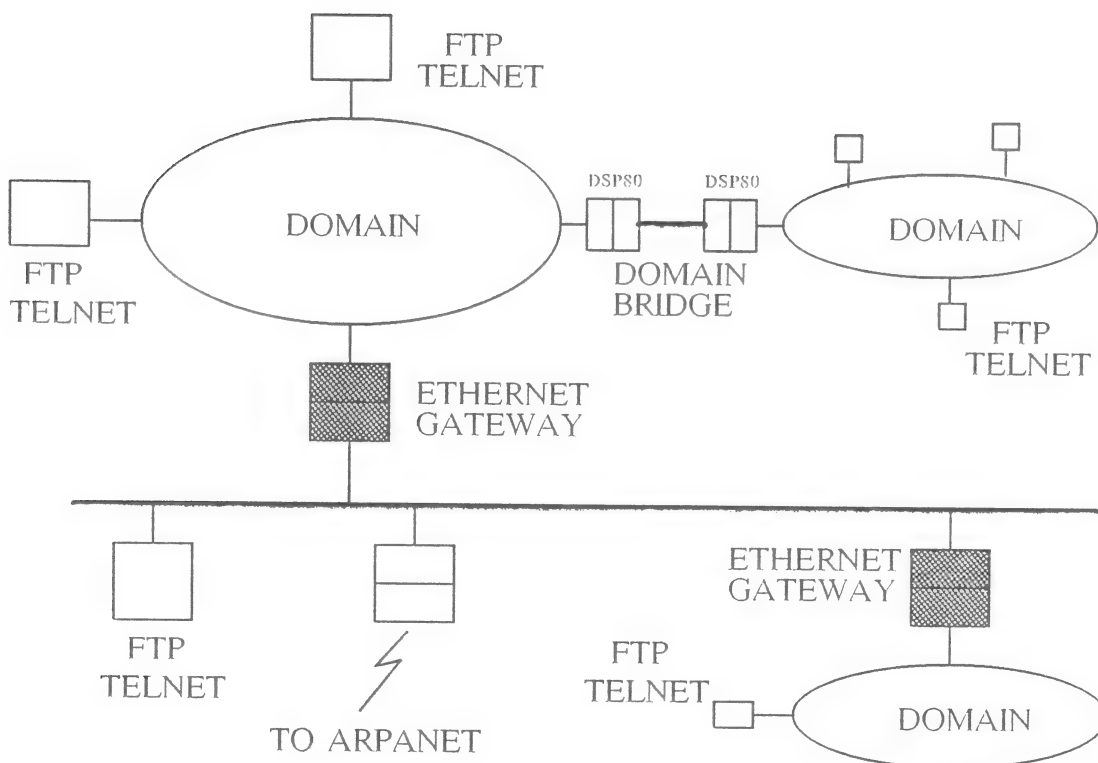 FTP
TELNET
DSP80
DSP80
DOMAIN
DOMAIN
FTP
TELNET
DOMAIN
BRIDGE
FTP
TELNET
ETHERNET
GATEWAY
ETHERNET
GATEWAY
FTP
TELNET
FTP
TELNET
DOMAIN
TO ARPANET